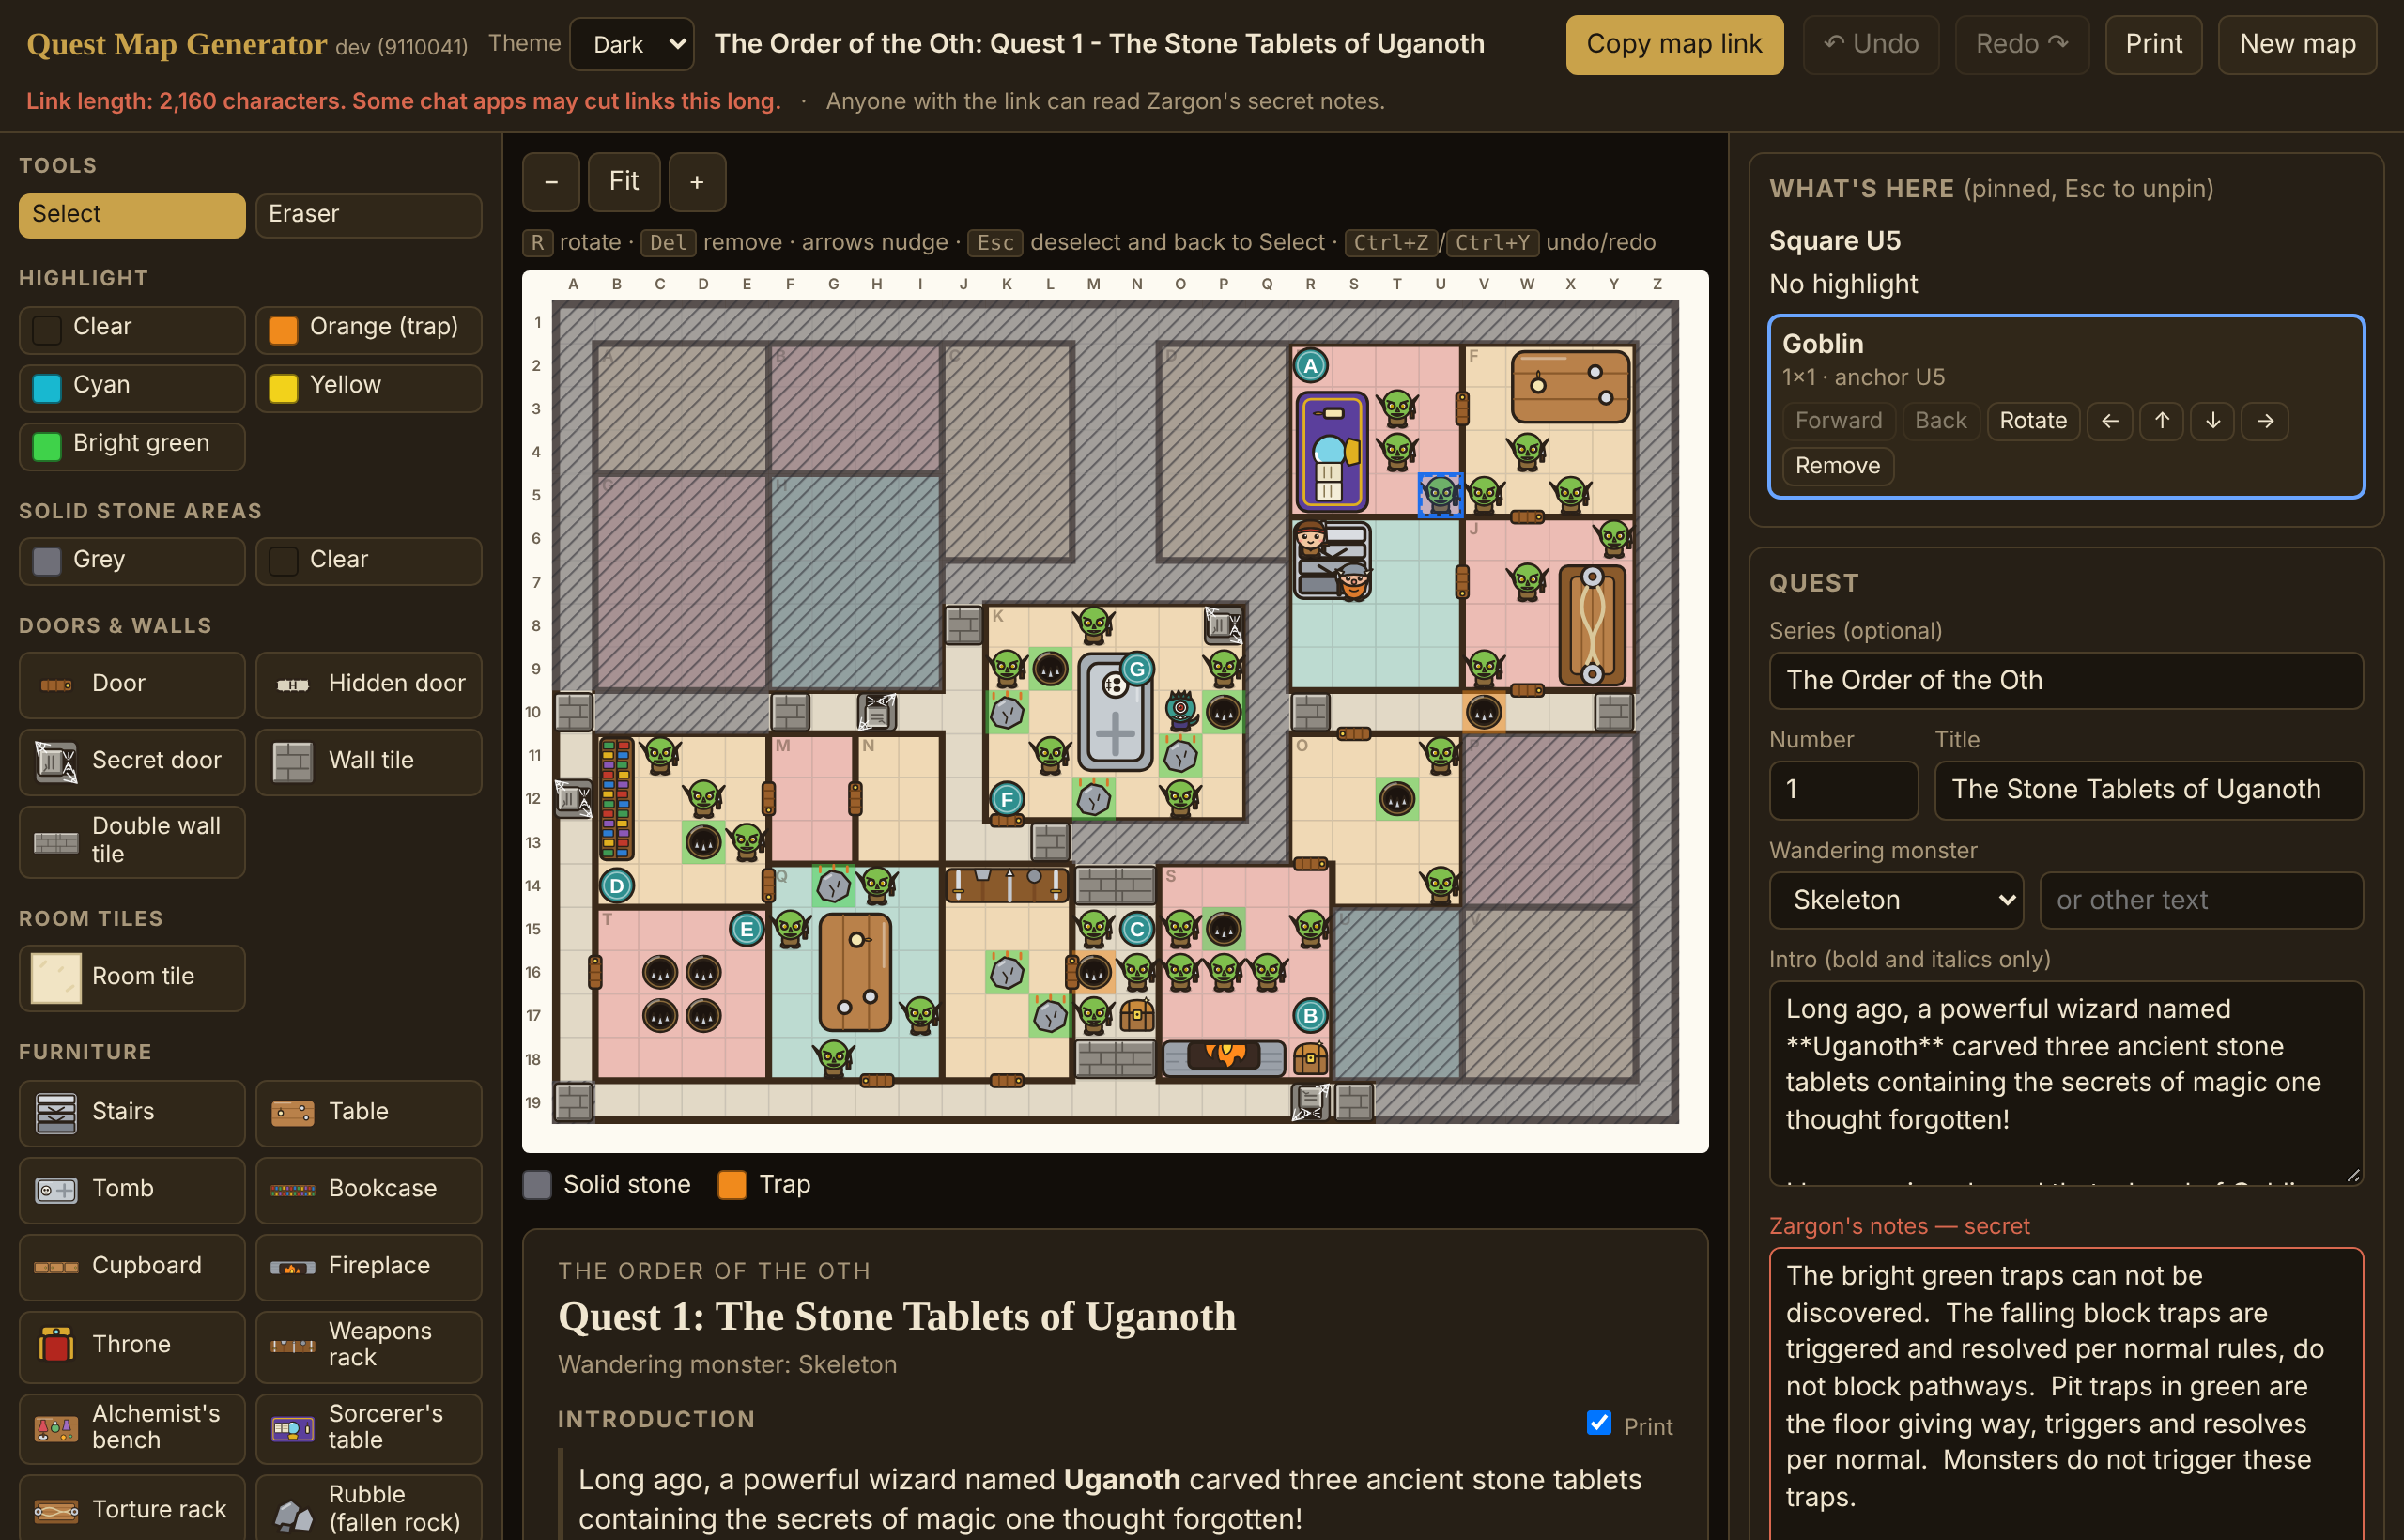 Quest Map Generator dev (9110041) Theme Dark The Order of the Oth: Quest 1 - The Stone Tablets of Uganoth Copy map link ↶ Undo Redo ↷ Print New map
Link length: 2,160 characters. Some chat apps may cut links this long. · Anyone with the link can read Zargon's secret notes.
TOOLS
Select Eraser
HIGHLIGHT
Clear Orange (trap)
Cyan Yellow
Bright green
SOLID STONE AREAS
Grey Clear
DOORS & WALLS
Door Hidden door
Secret door Wall tile
Double wall
tile
ROOM TILES
Room tile
FURNITURE
Stairs Table
Tomb Bookcase
Cupboard Fireplace
Throne Weapons
rack
Alchemist's
bench
Sorcerer's
table
Torture rack Rubble
(fallen rock)
− Fit +
R rotate · Del remove · arrows nudge · Esc deselect and back to Select · Ctrl+Z/Ctrl+Y undo/redo
A B C D E F G H I J K L M N O P Q R S T U V W X Y Z
1
2 A B C D A F
3
4
5 G H
6 J
7
8 K
9 G
10
11 M N O P
12 F
13
14 D Q S
15 T E C U V
16
17 B
18
19
Solid stone Trap
THE ORDER OF THE OTH
Quest 1: The Stone Tablets of Uganoth
Wandering monster: Skeleton
INTRODUCTION Print
Long ago, a powerful wizard named Uganoth carved three ancient stone tablets
containing the secrets of magic one thought forgotten!
WHAT'S HERE (pinned, Esc to unpin)
Square U5
No highlight
Goblin
1×1 · anchor U5
Forward Back Rotate ← ↑ ↓ →
Remove
QUEST
Series (optional)
The Order of the Oth
Number Title
1 The Stone Tablets of Uganoth
Wandering monster
Skeleton or other text
Intro (bold and italics only)
Long ago, a powerful wizard named
**Uganoth** carved three ancient stone
tablets containing the secrets of magic one
thought forgotten!
Zargon's notes — secret
The bright green traps can not be
discovered.  The falling block traps are
triggered and resolved per normal rules, do
not block pathways.  Pit traps in green are
the floor giving way, triggers and resolves
per normal.  Monsters do not trigger these
traps.